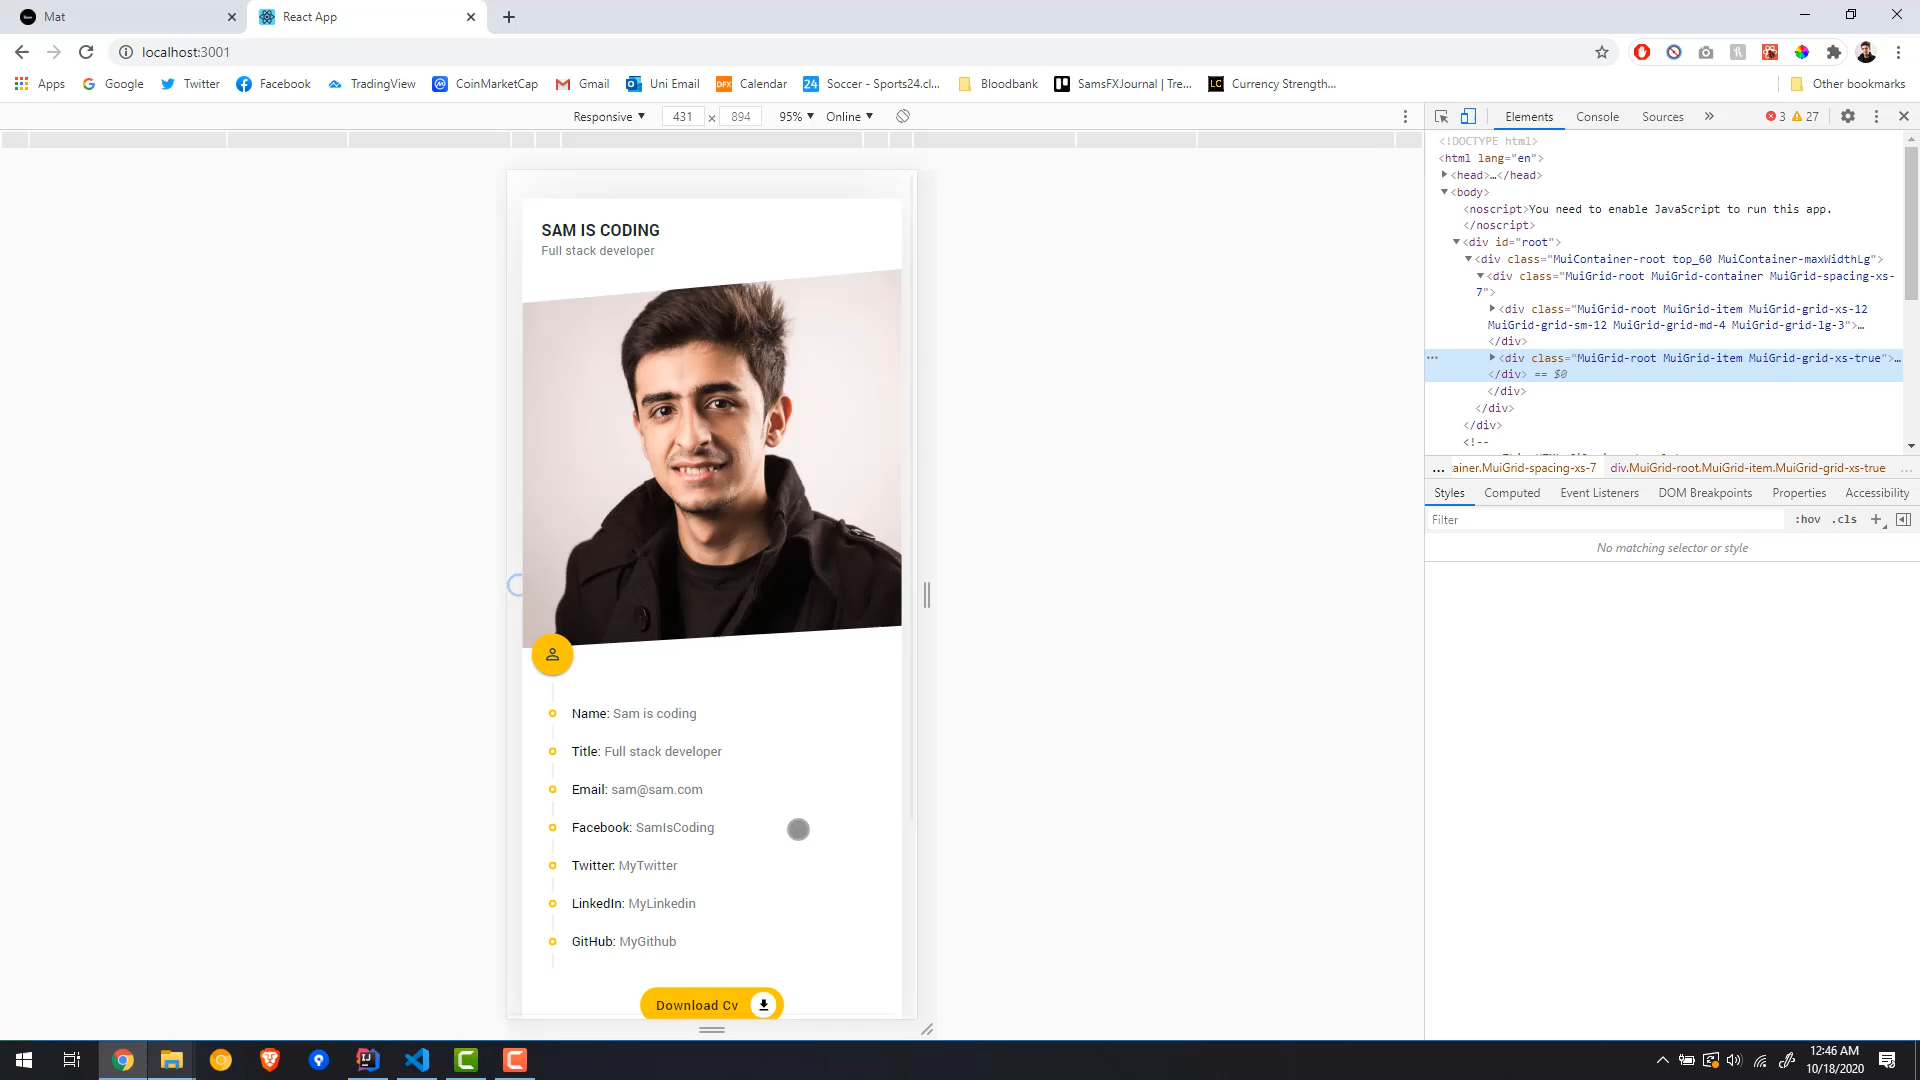 Mat
React App
localhost:3001
Apps
Google
Twitter
Facebook
TradingView
CoinMarketCap
Gmail
Uni Email
Calendar
Soccer - Sports24.cl...
Bloodbank
SamsFXJournal | Tre...
Currency Strength...
Other bookmarks
Responsive
431 x 894
95%
Online
Elements
Console
Sources
3
27
<!DOCTYPE html>
<html lang="en">
<head>…</head>
<body>
<noscript>You need to enable JavaScript to run this app.
</noscript>
<div id="root">
<div class="MuiContainer-root top_60 MuiContainer-maxWidthLg">
<div class="MuiGrid-root MuiGrid-container MuiGrid-spacing-xs-
7">
<div class="MuiGrid-root MuiGrid-item MuiGrid-grid-xs-12
MuiGrid-grid-sm-12 MuiGrid-grid-md-4 MuiGrid-grid-lg-3">…
</div>
<div class="MuiGrid-root MuiGrid-item MuiGrid-grid-xs-true">…
</div> == $0
</div>
</div>
</div>
<!--
... ainer.MuiGrid-spacing-xs-7 div.MuiGrid-root.MuiGrid-item.MuiGrid-grid-xs-true ...
Styles
Computed
Event Listeners
DOM Breakpoints
Properties
Accessibility
Filter
:hov .cls +
No matching selector or style
SAM IS CODING
Full stack developer
Name: Sam is coding
Title: Full stack developer
Email: sam@sam.com
Facebook: SamIsCoding
Twitter: MyTwitter
LinkedIn: MyLinkedin
GitHub: MyGithub
Download Cv
12:46 AM
10/18/2020